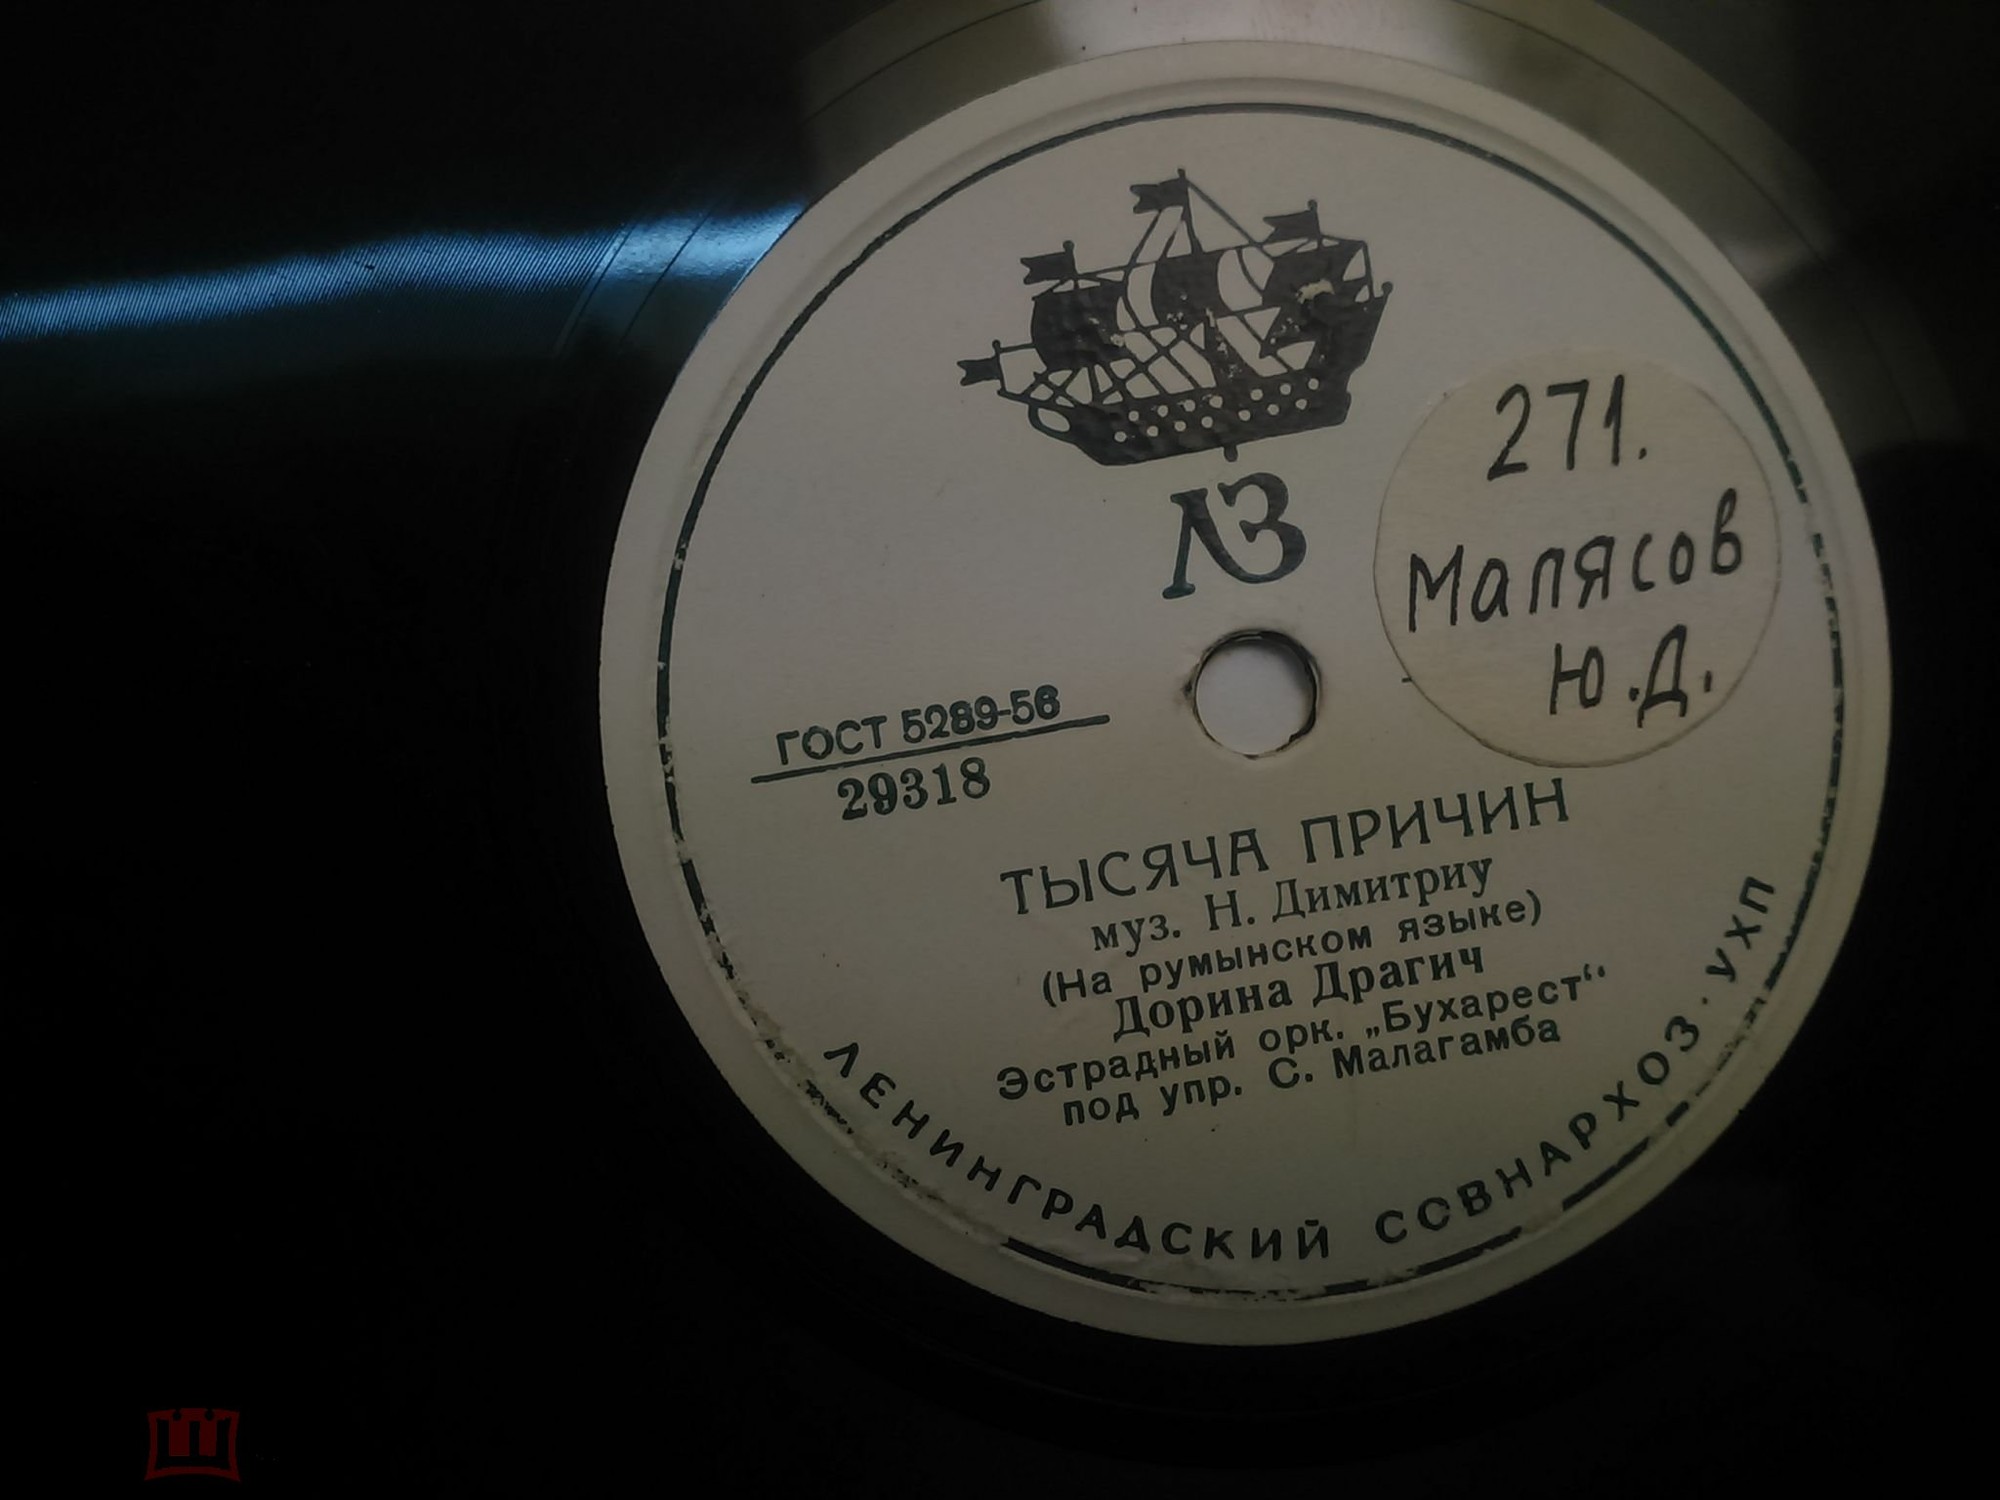 ЛЗ
271.
Малясов
Ю.Д.
ГОСТ 5289-56
29318
ТЫСЯЧА ПРИЧИН
муз. Н. Димитриу
(На румынском языке)
Дорина Драгич
Эстрадный орк. „Бухарест“
под упр. С. Малагамба
ЛЕНИНГРАДСКИЙ СОВНАРХОЗ · УХП